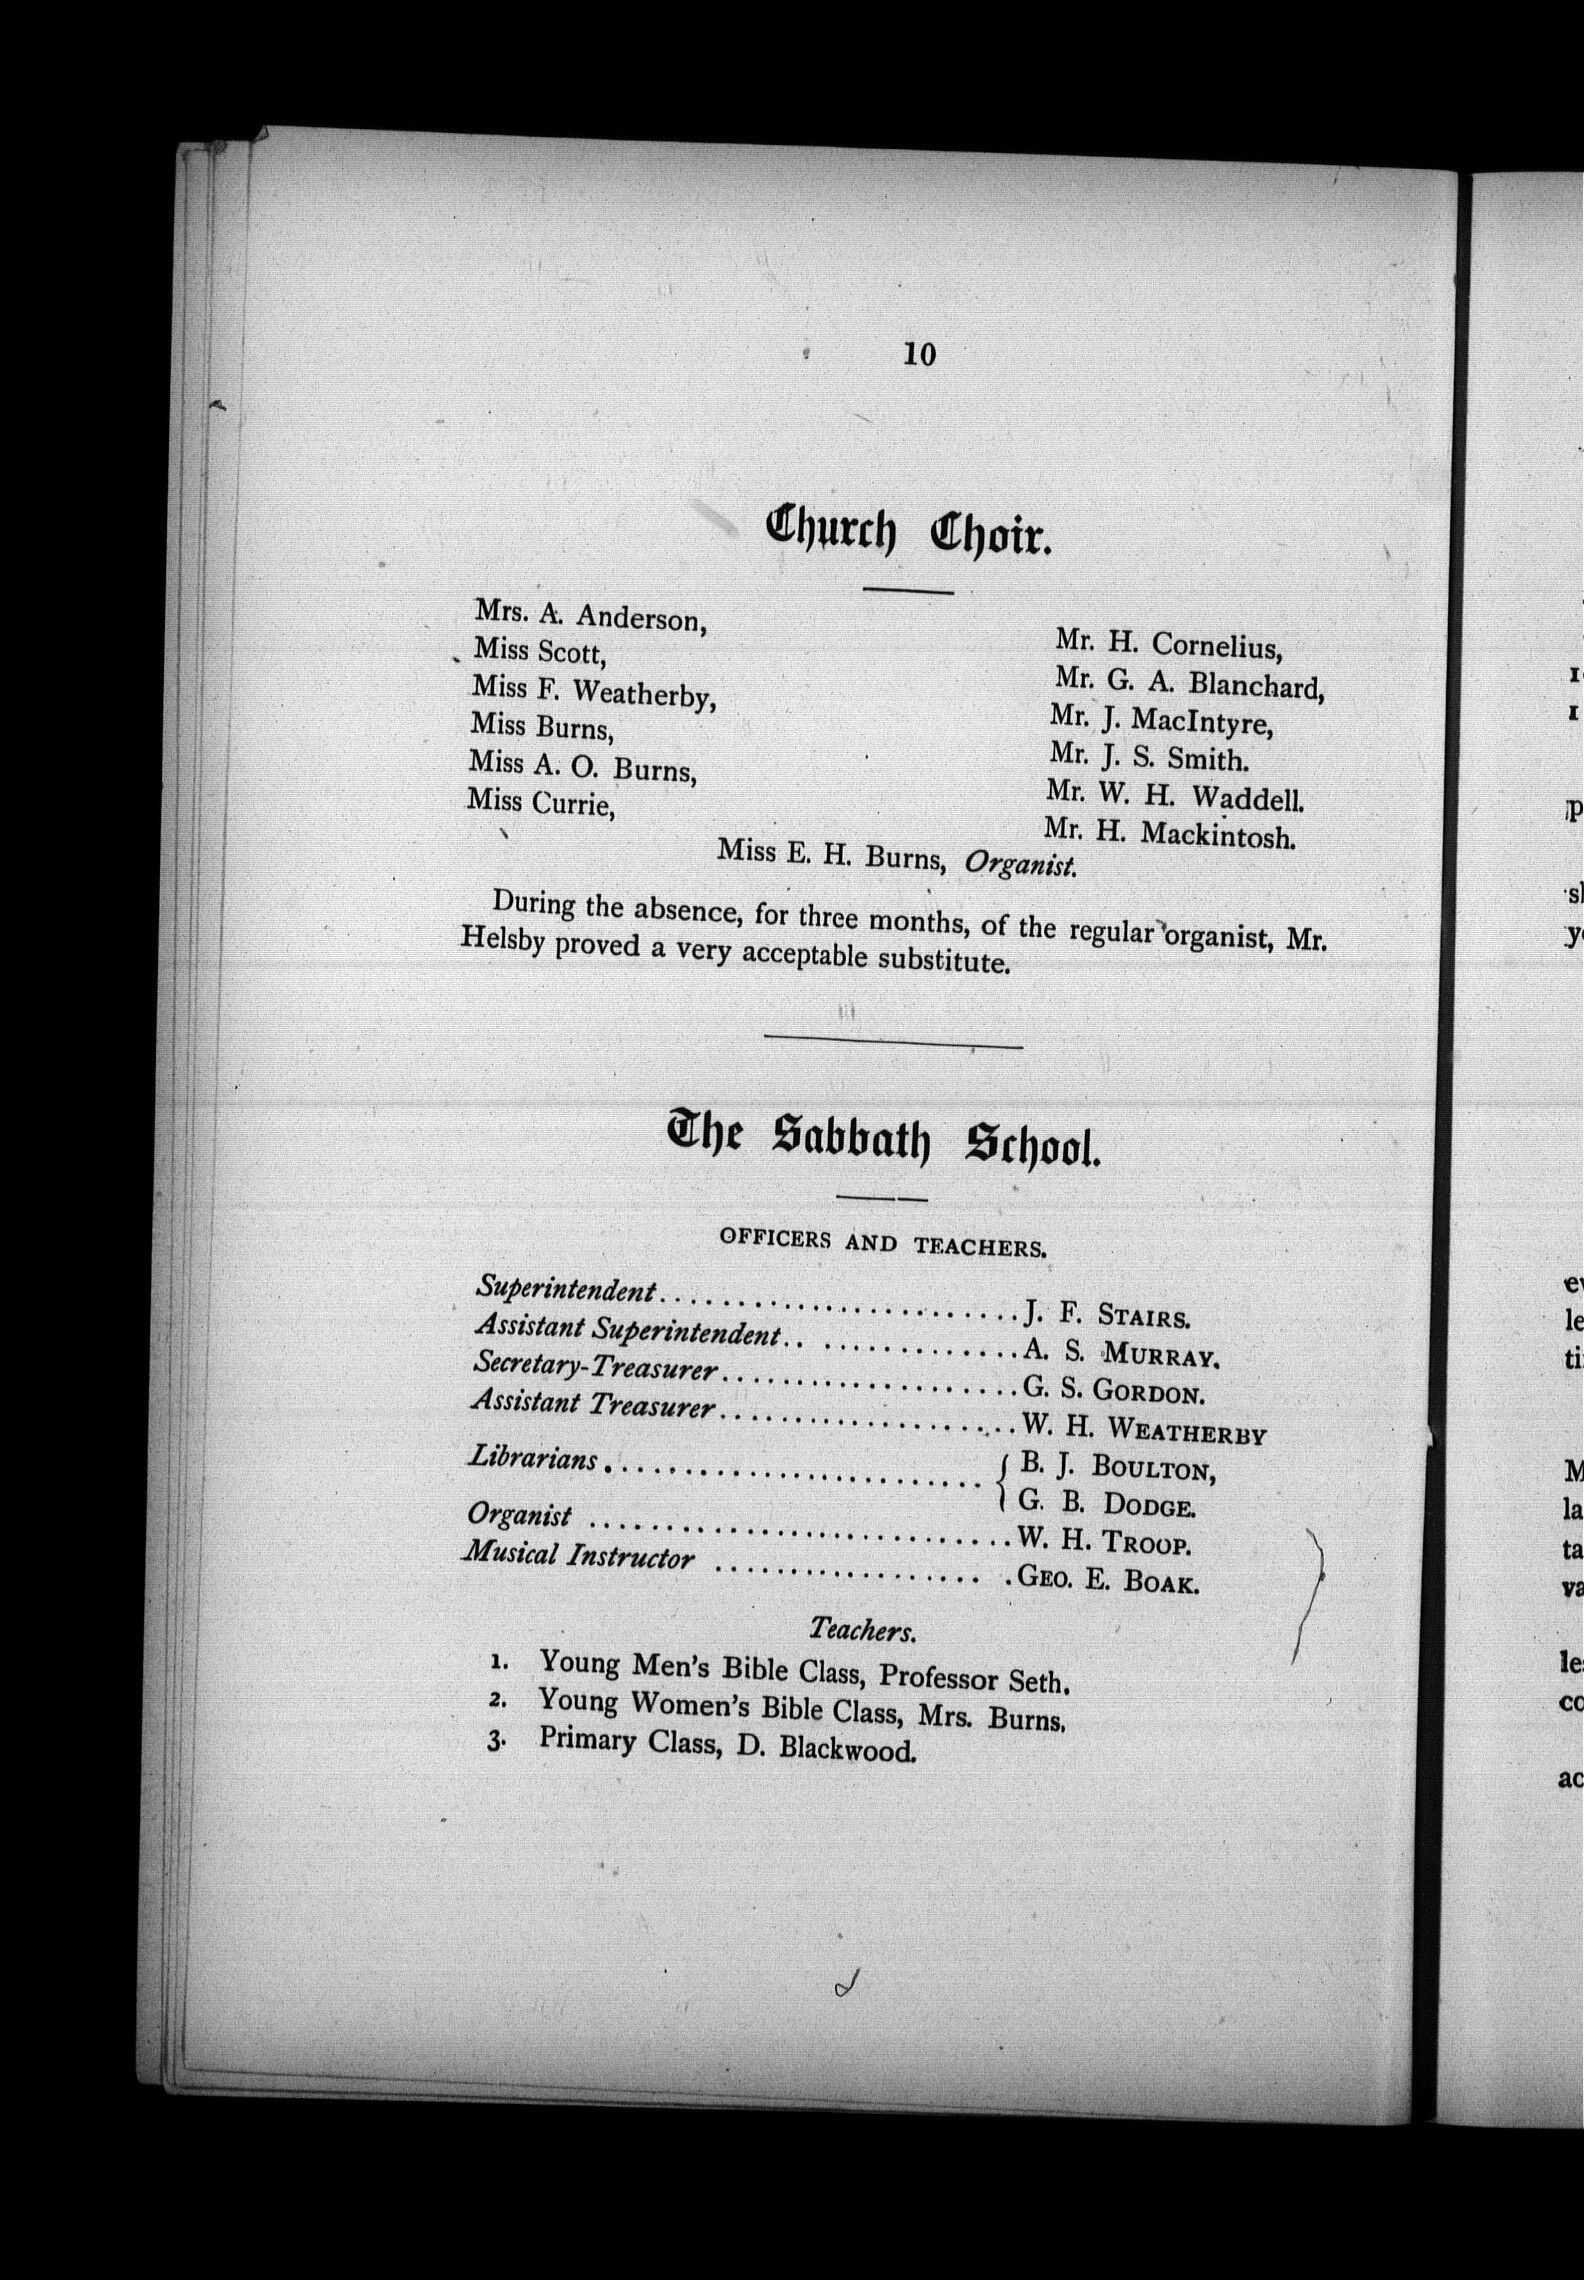 10
Church Choir.
Mrs. A. Anderson,
Miss Scott,
Miss F. Weatherby,
Miss Burns,
Miss A. O. Burns,
Miss Currie,
Mr. H. Cornelius,
Mr. G. A. Blanchard,
Mr. J. MacIntyre,
Mr. J. S. Smith.
Mr. W. H. Waddell.
Mr. H. Mackintosh.
Miss E. H. Burns, Organist.
During the absence, for three months, of the regular organist, Mr.
Helsby proved a very acceptable substitute.
The Sabbath School.
OFFICERS AND TEACHERS.
Superintendent........................J. F. STAIRS.
Assistant Superintendent.. .............A. S. MURRAY.
Secretary-Treasurer....................G. S. GORDON.
Assistant Treasurer....................W. H. WEATHERBY
Librarians......................... { B. J. BOULTON,
G. B. DODGE.
Organist ............................W. H. TROOP.
Musical Instructor .................. .GEO. E. BOAK.
Teachers.
1. Young Men's Bible Class, Professor Seth.
2. Young Women's Bible Class, Mrs. Burns.
3. Primary Class, D. Blackwood.